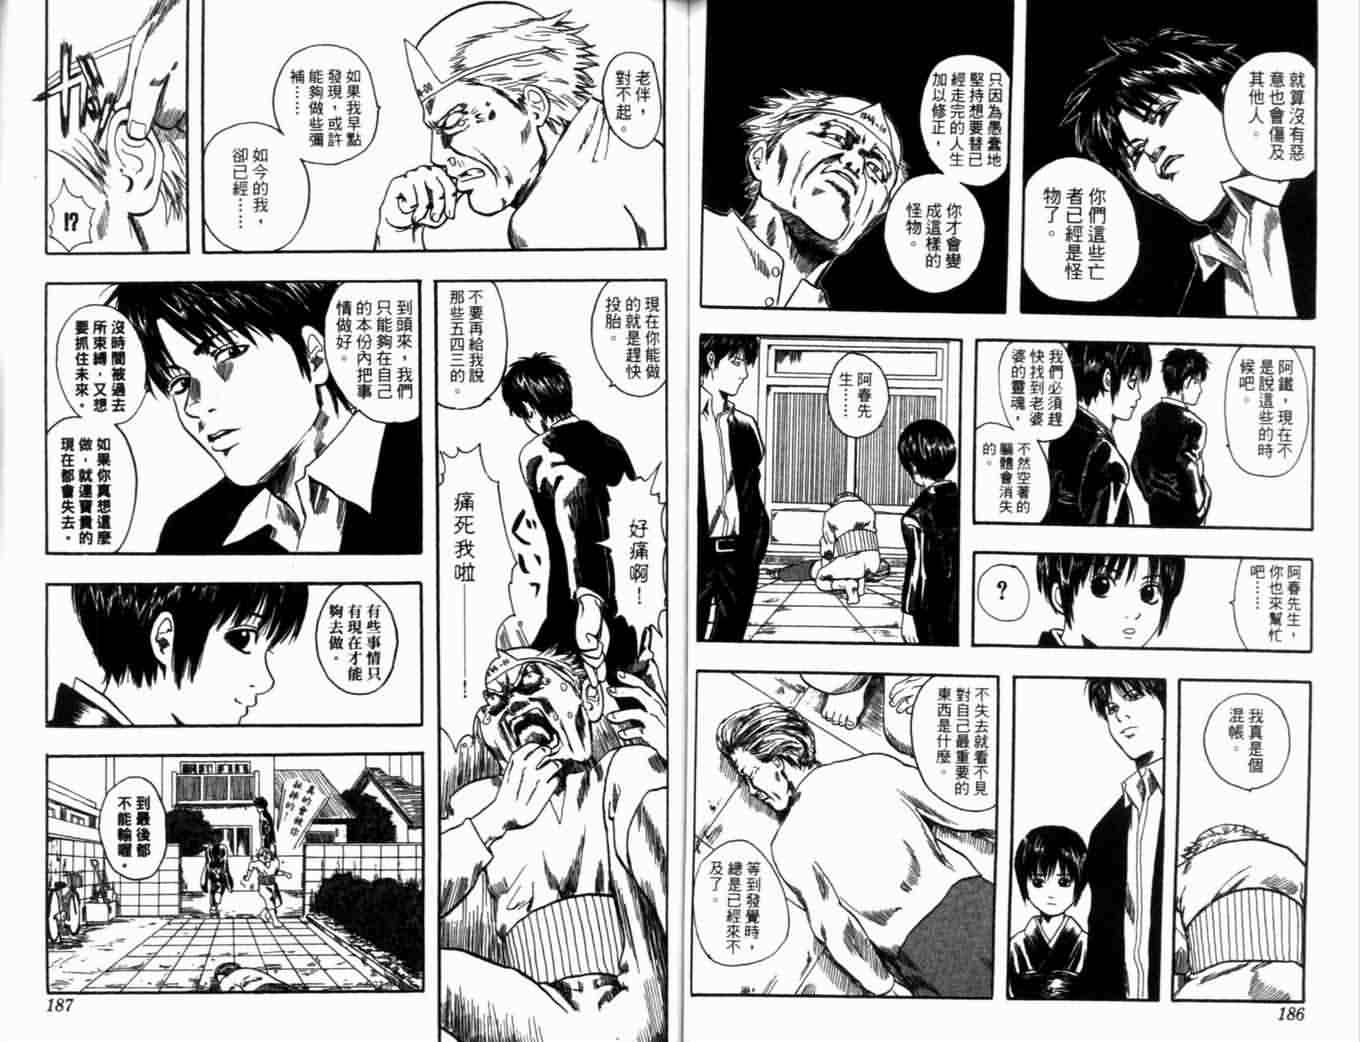 就算沒有惡
意也會傷及
其他人。
你們這些亡
者已經是怪
物了。
只因為愚蠢地
堅持想要替己
經走完的人生
加以修正，
你才會變
成這樣的
怪物。
阿鐵，現在不
是說這些的時
候吧。
我們必須趕
快找到老婆
婆的靈魂，
不然空著的
軀體會消失
的。
阿春先
生……
阿春先生，
你也來幫忙
吧……
？
我真是個
混帳。
不失去就看不見
對自己最重要的
東西是什麼。
等到發覺時，
總是已經來不
及了。
186
老伴，
對不起。
如果我早點
發現，或許
能夠做些彌
補……
如今的我，
卻已經……
ガッ
!?
現在你能做
的就是趕快
投胎。
不要再給我說
那些五四三的。
ぐい
好痛啊！
痛死我啦
——！
到頭來，我們
只能夠在自己
的本份內把事
情做好。
沒時間被過去
所束縛，又想
要抓住未來。
如果你真想這麼
做，就連寶貴的
現在都會失去。
有些事情只
有現在才能
夠去做。
真的會被你
扯掉的！
到最後都
不能輸喔。
187